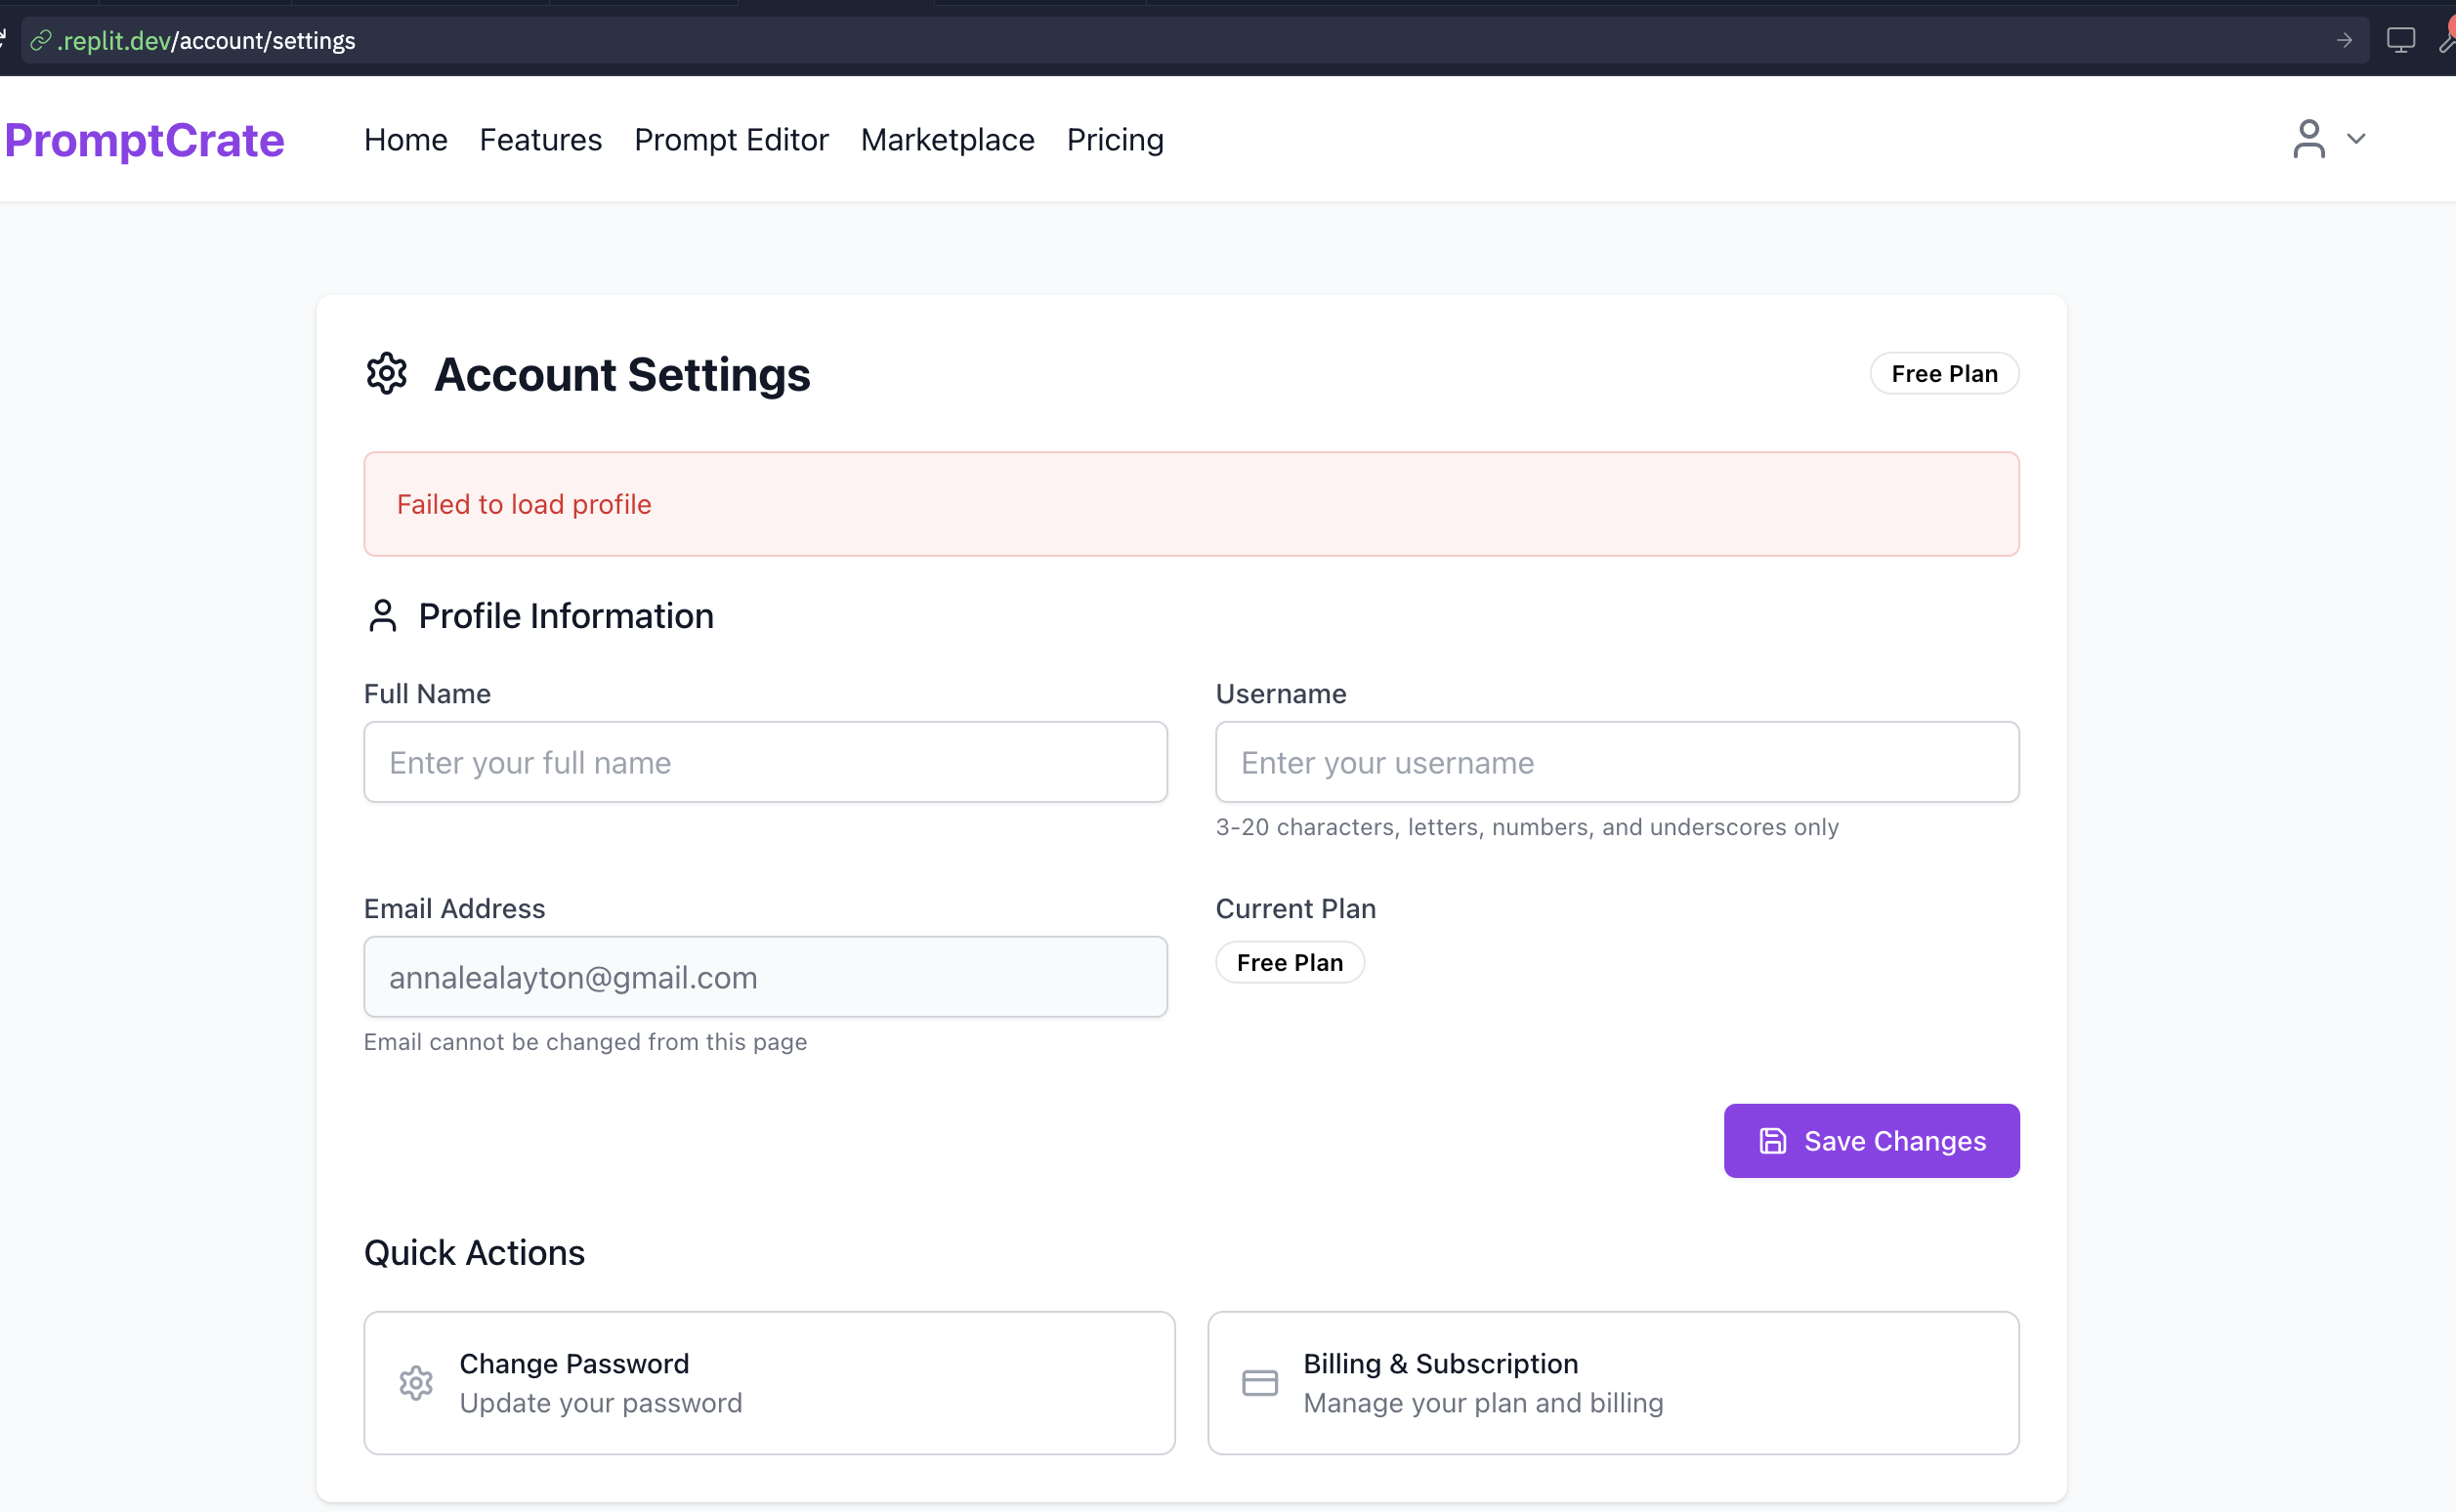 .replit.dev/account/settings
PromptCrate
Home Features Prompt Editor Marketplace Pricing
Account Settings
Free Plan
Failed to load profile
Profile Information
Full Name
Enter your full name
Username
Enter your username
3-20 characters, letters, numbers, and underscores only
Email Address
annalealayton@gmail.com
Email cannot be changed from this page
Current Plan
Free Plan
Save Changes
Quick Actions
Change Password
Update your password
Billing & Subscription
Manage your plan and billing